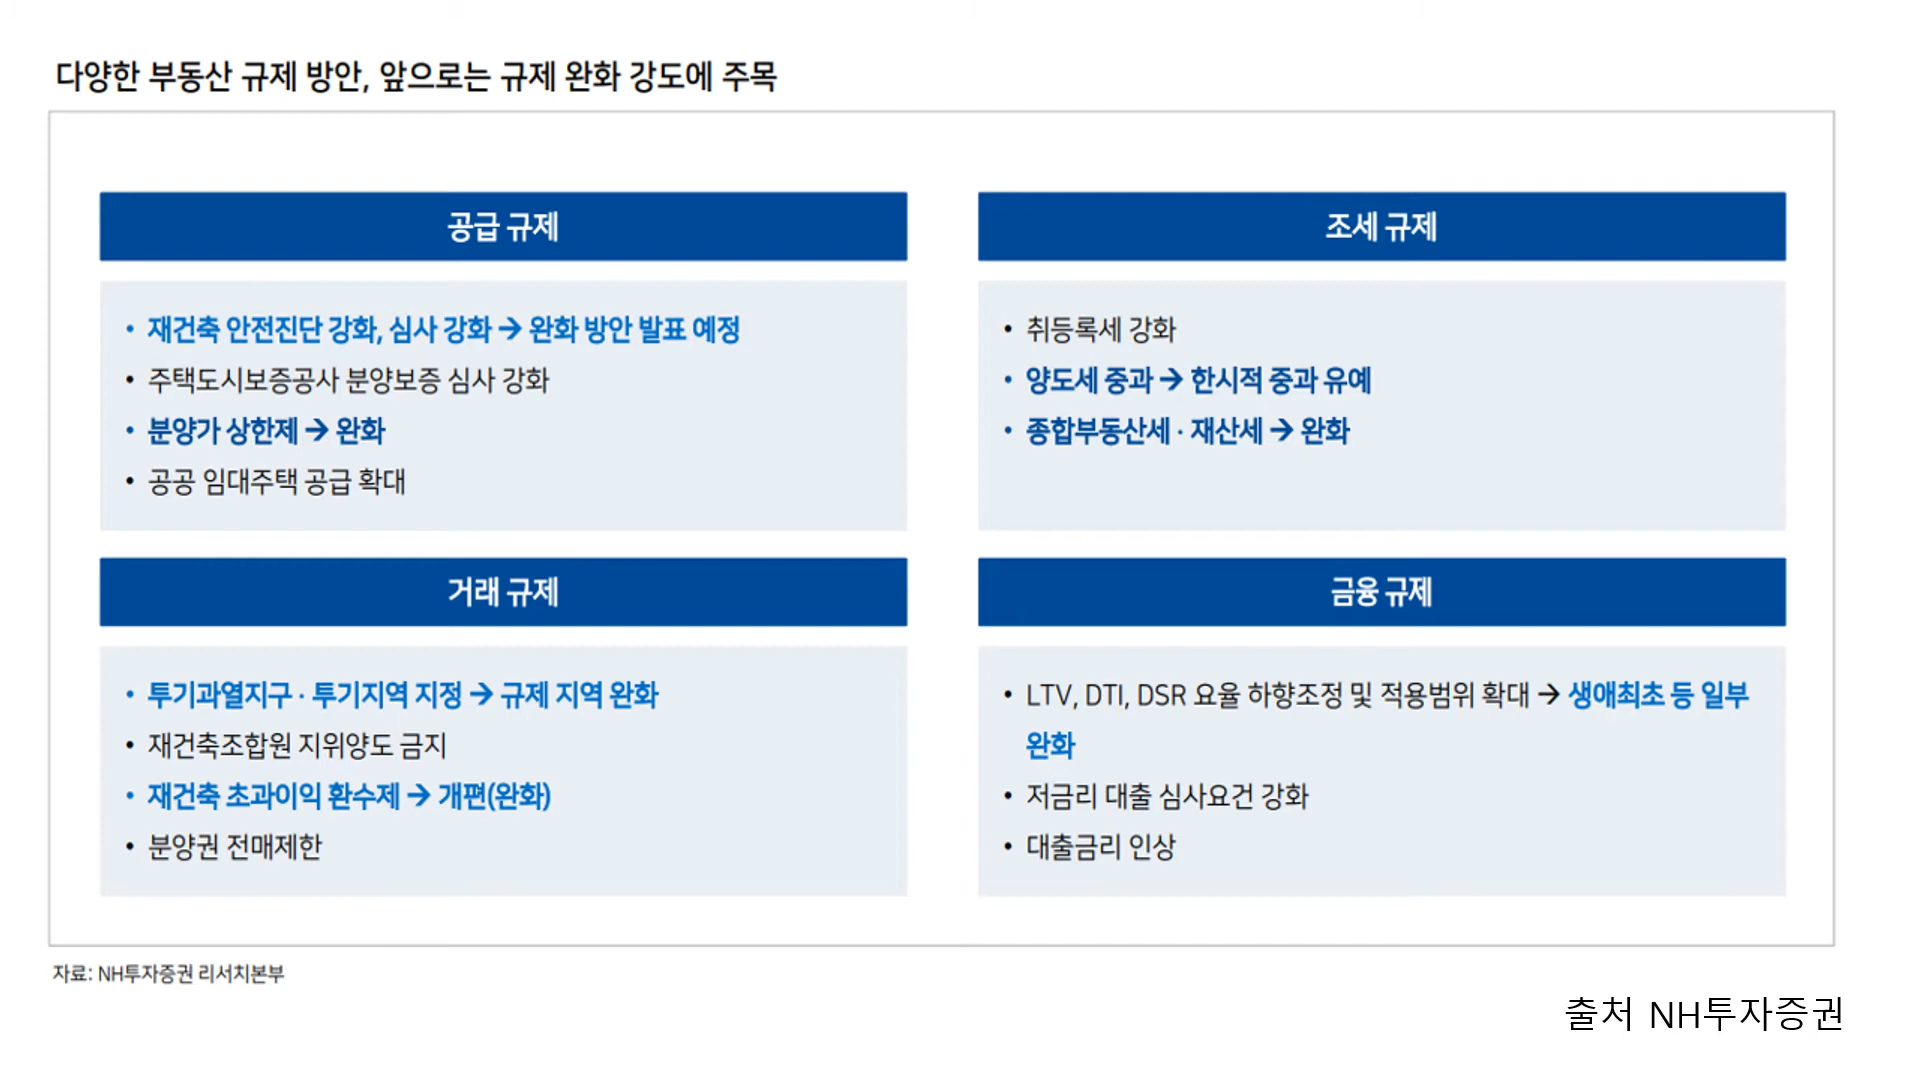 다양한 부동산 규제 방안, 앞으로는 규제 완화 강도에 주목
공급 규제
• 재건축 안전진단 강화, 심사 강화 → 완화 방안 발표 예정
• 주택도시보증공사 분양보증 심사 강화
• 분양가 상한제 → 완화
• 공공 임대주택 공급 확대
조세 규제
• 취등록세 강화
• 양도세 중과 → 한시적 중과 유예
• 종합부동산세 · 재산세 → 완화
거래 규제
• 투기과열지구 · 투기지역 지정 → 규제 지역 완화
• 재건축조합원 지위양도 금지
• 재건축 초과이익 환수제 → 개편(완화)
• 분양권 전매제한
금융 규제
• LTV, DTI, DSR 요율 하향조정 및 적용범위 확대 → 생애최초 등 일부
완화
• 저금리 대출 심사요건 강화
• 대출금리 인상
자료: NH투자증권 리서치본부
출처 NH투자증권